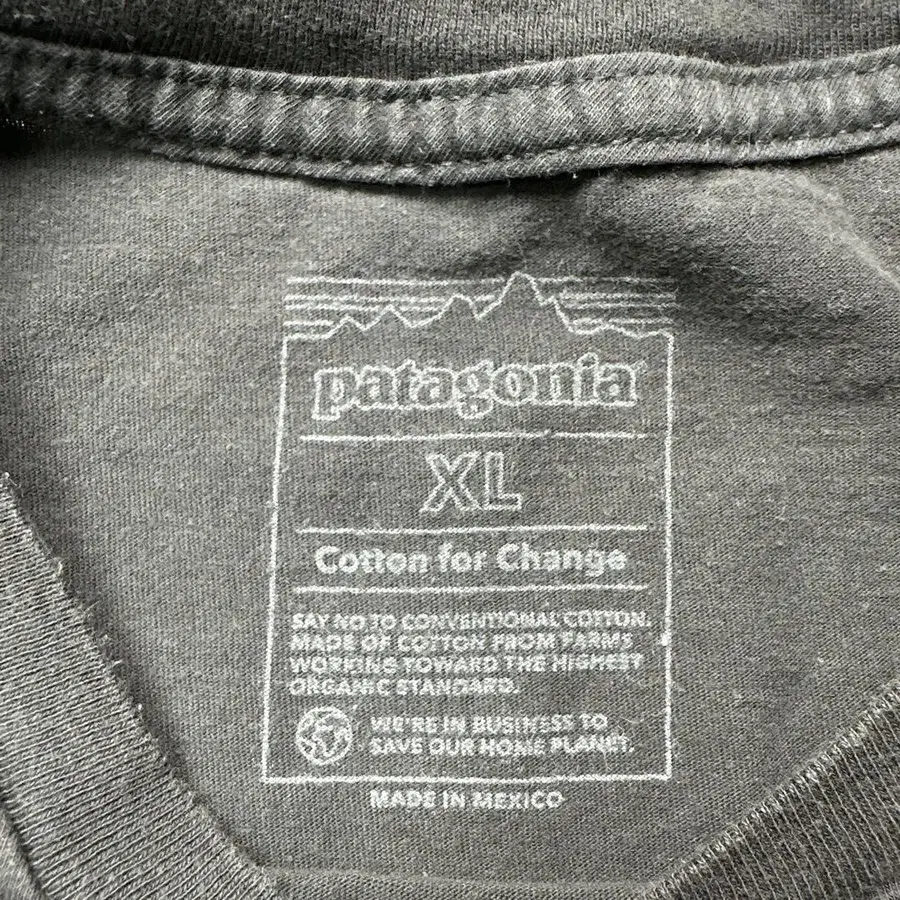 patagonia
XL
Cotton for Change
SAY NO TO CONVENTIONAL COTTON.
MADE OF COTTON FROM FARMS
WORKING TOWARD THE HIGHEST
ORGANIC STANDARD.
WE'RE IN BUSINESS TO
SAVE OUR HOME PLANET.
MADE IN MEXICO